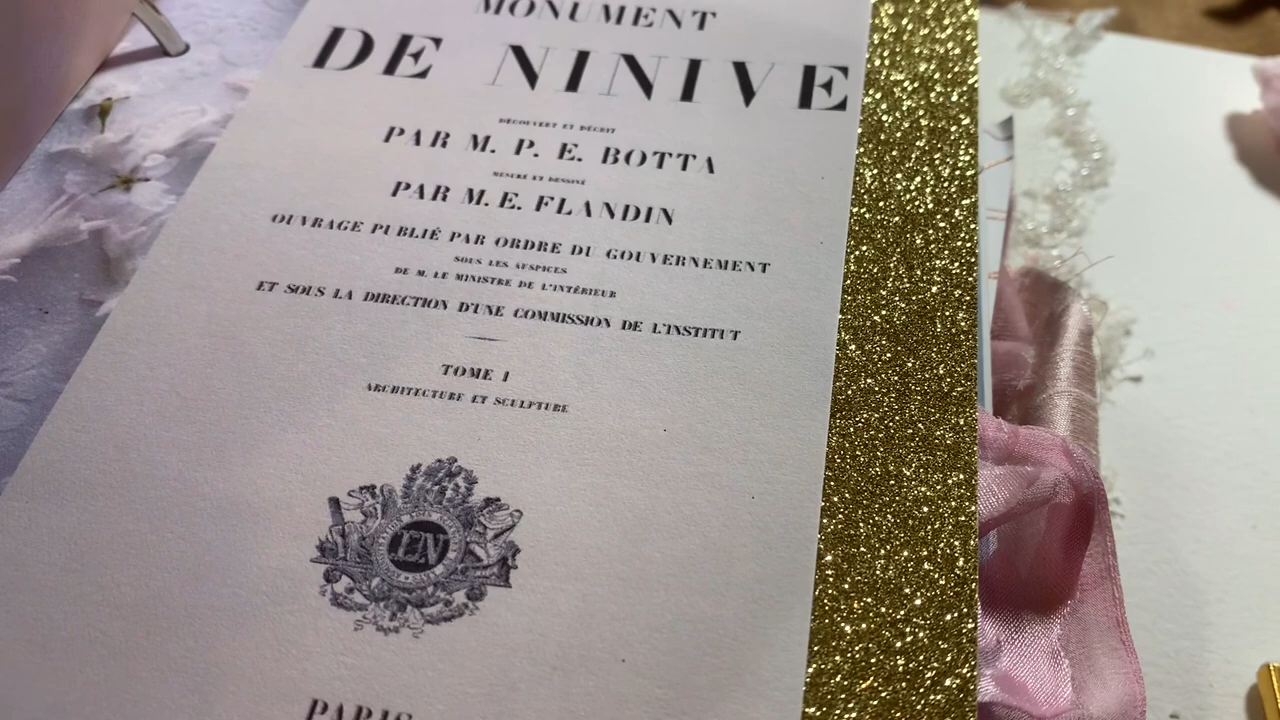 MONUMENT
DE NINIVE
DÉCOUVERT ET DÉCRIT
PAR M. P. E. BOTTA
MESURÉ ET DESSINÉ
PAR M. E. FLANDIN
OUVRAGE PUBLIÉ PAR ORDRE DU GOUVERNEMENT
SOUS LES AUSPICES
DE M. LE MINISTRE DE L'INTÉRIEUR
ET SOUS LA DIRECTION D'UNE COMMISSION DE L'INSTITUT
TOME I
ARCHITECTURE ET SCULPTURE
PARIS